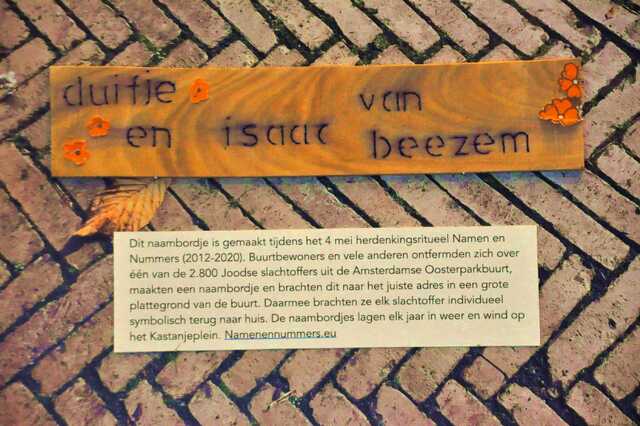 duifje van
en isaac beezem
Dit naambordje is gemaakt tijdens het 4 mei herdenkingsritueel Namen en
Nummers (2012-2020). Buurtbewoners en vele anderen ontfermden zich over
één van de 2.800 Joodse slachtoffers uit de Amsterdamse Oosterparkbuurt,
maakten een naambordje en brachten dit naar het juiste adres in een grote
plattegrond van de buurt. Daarmee brachten ze elk slachtoffer individueel
symbolisch terug naar huis. De naambordjes lagen elk jaar in weer en wind op
het Kastanjeplein. Namenennummers.eu